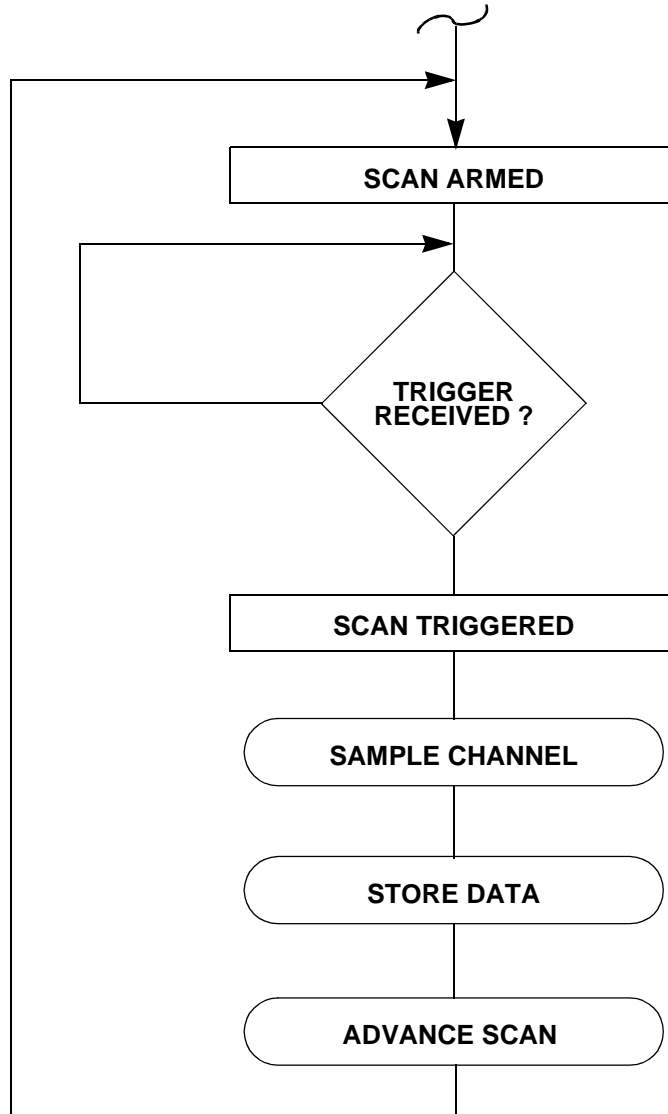 SCAN ARMED
TRIGGER
RECEIVED ?
SCAN TRIGGERED
SAMPLE CHANNEL
STORE DATA
ADVANCE SCAN